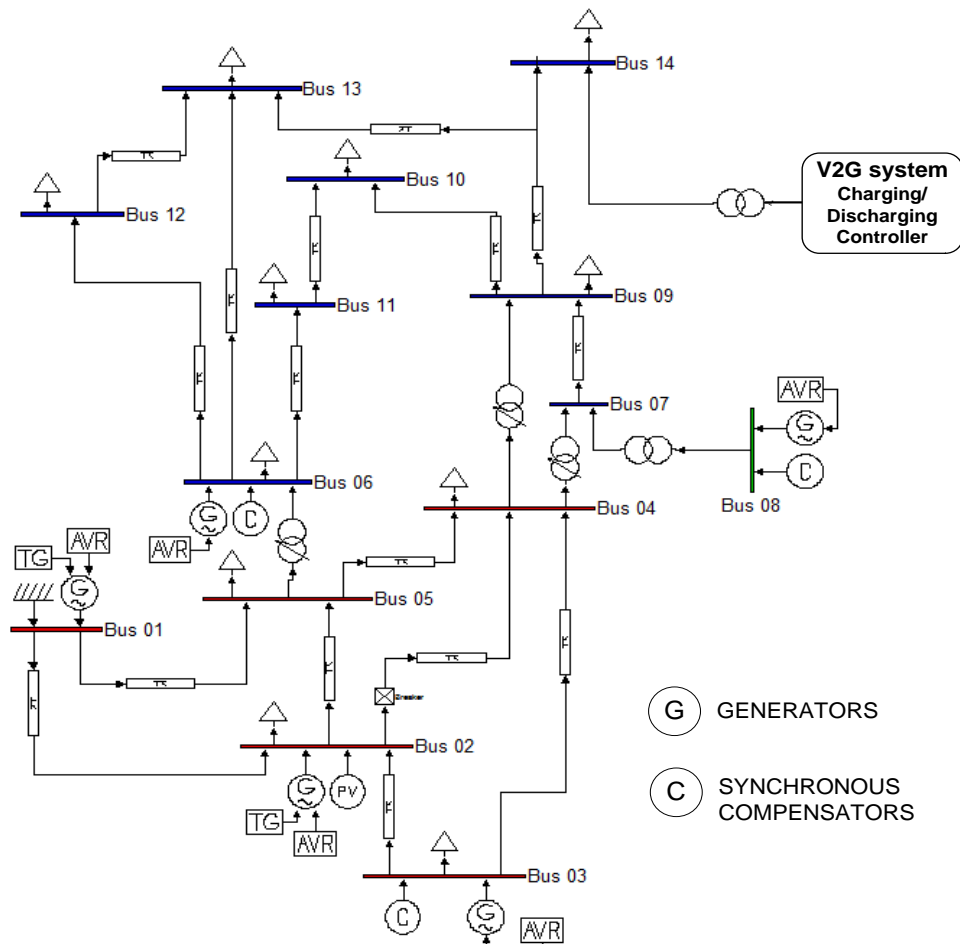 Bus 14
Bus 13
V2G system
Charging/
Discharging
Controller
Bus 10
Bus 12
Bus 09
Bus 11
Bus 07
AVR
G
C
Bus 08
Bus 06
G
C
AVR
Bus 04
TG
AVR
G
Bus 05
Bus 01
Breaker
G
GENERATORS
Bus 02
G
PV
TG
AVR
C
SYNCHRONOUS
COMPENSATORS
Bus 03
C
G
AVR